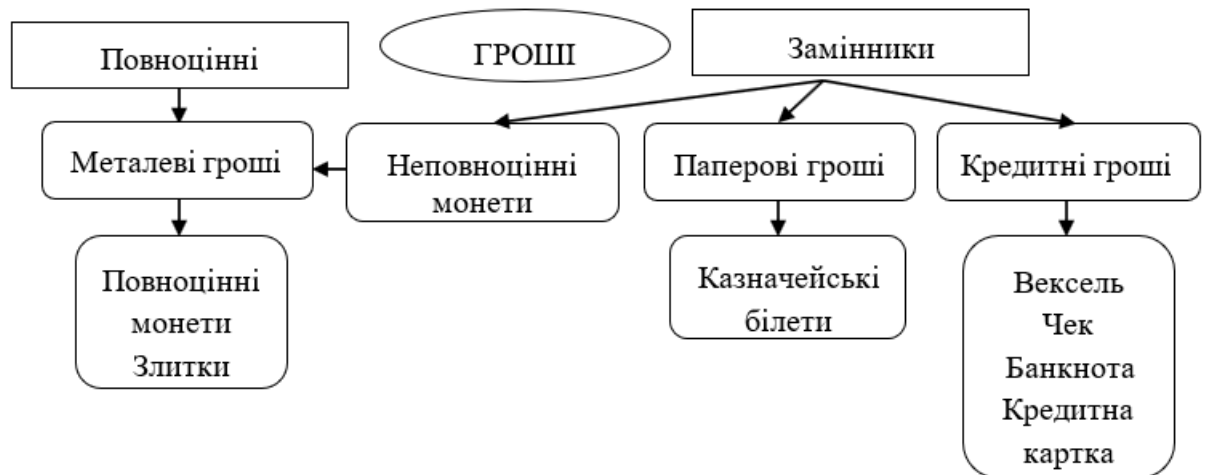 Повноцінні
ГРОШІ
Замінники
Металеві гроші
Неповноцінні
монети
Паперові гроші
Кредитні гроші
Повноцінні
монети
Злитки
Казначейські
білети
Вексель
Чек
Банкнота
Кредитна
картка